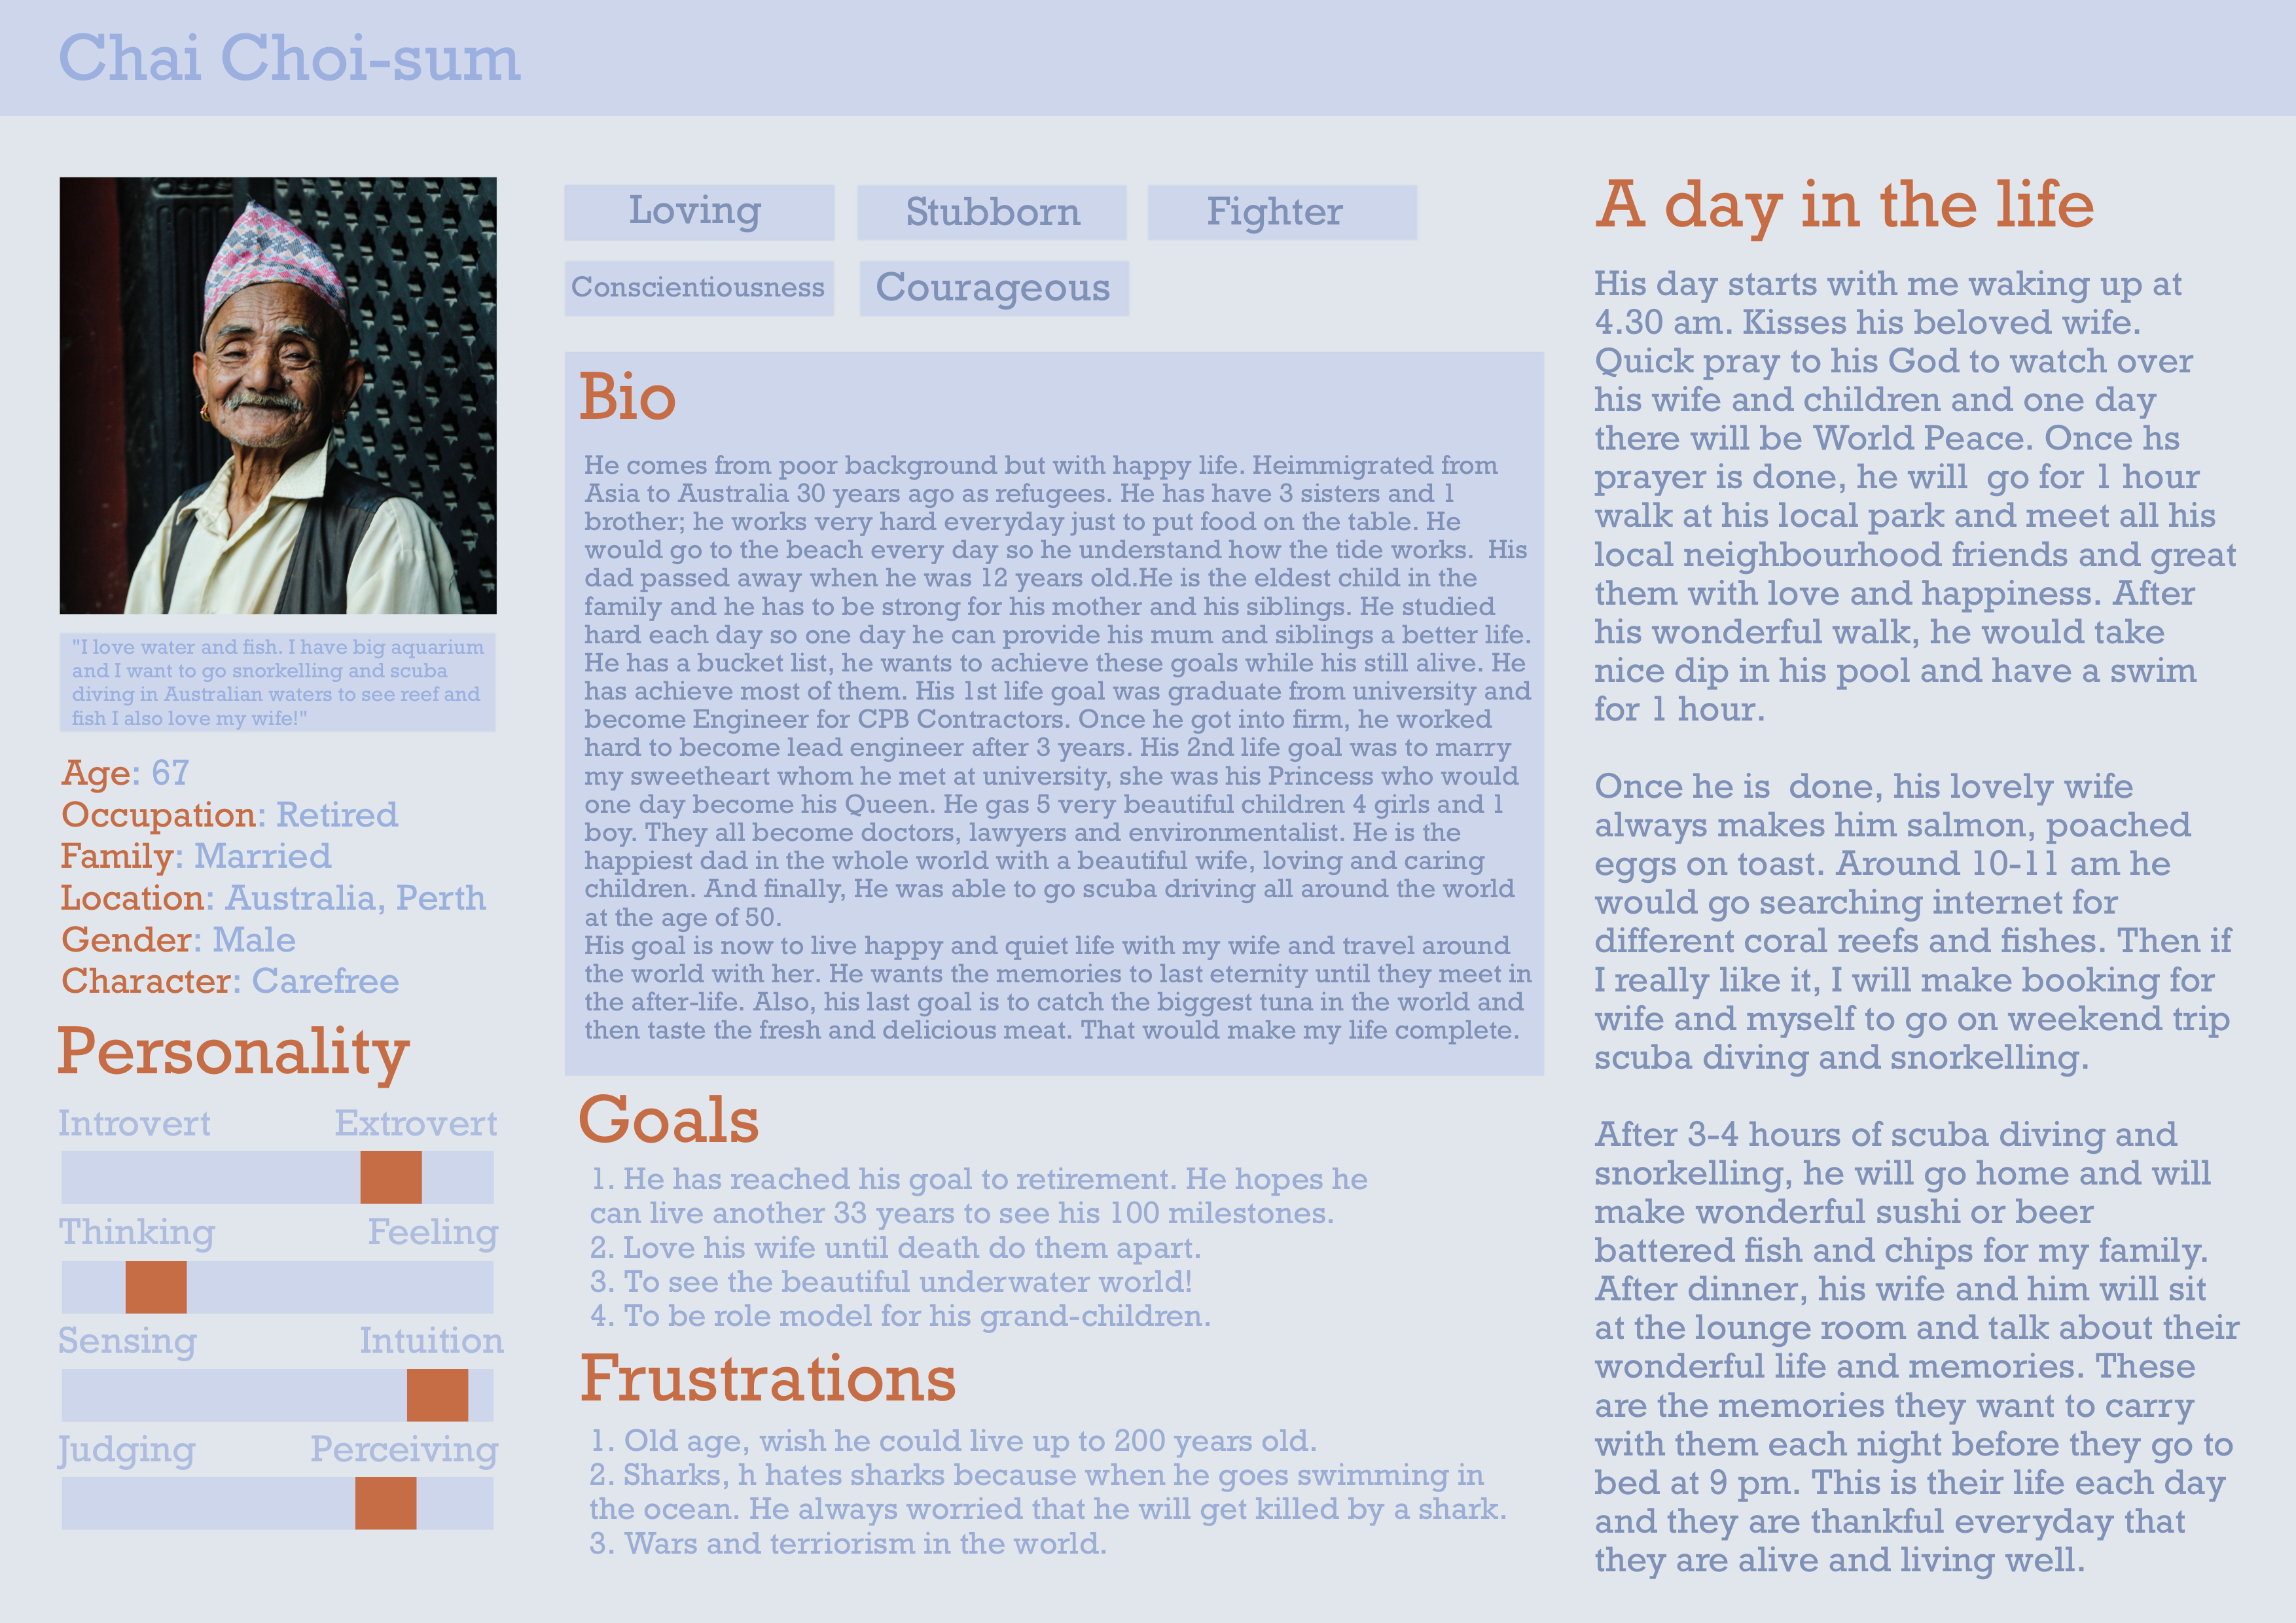 Chai Choi-sum
"I love water and fish. I have big aquarium
and I want to go snorkelling and scuba
diving in Australian waters to see reef and
fish I also love my wife!"
Age: 67
Occupation: Retired
Family: Married
Location: Australia, Perth
Gender: Male
Character: Carefree
Personality
Introvert Extrovert
Thinking Feeling
Sensing Intuition
Judging Perceiving
Loving Stubborn Fighter
Conscientiousness Courageous
Bio
He comes from poor background but with happy life. Heimmigrated from
Asia to Australia 30 years ago as refugees. He has have 3 sisters and 1
brother; he works very hard everyday just to put food on the table. He
would go to the beach every day so he understand how the tide works.  His
dad passed away when he was 12 years old.He is the eldest child in the
family and he has to be strong for his mother and his siblings. He studied
hard each day so one day he can provide his mum and siblings a better life.
He has a bucket list, he wants to achieve these goals while his still alive. He
has achieve most of them. His 1st life goal was graduate from university and
become Engineer for CPB Contractors. Once he got into firm, he worked
hard to become lead engineer after 3 years. His 2nd life goal was to marry
my sweetheart whom he met at university, she was his Princess who would
one day become his Queen. He gas 5 very beautiful children 4 girls and 1
boy. They all become doctors, lawyers and environmentalist. He is the
happiest dad in the whole world with a beautiful wife, loving and caring
children. And finally, He was able to go scuba driving all around the world
at the age of 50.
His goal is now to live happy and quiet life with my wife and travel around
the world with her. He wants the memories to last eternity until they meet in
the after-life. Also, his last goal is to catch the biggest tuna in the world and
then taste the fresh and delicious meat. That would make my life complete.
Goals
1. He has reached his goal to retirement. He hopes he
can live another 33 years to see his 100 milestones.
2. Love his wife until death do them apart.
3. To see the beautiful underwater world!
4. To be role model for his grand-children.
Frustrations
1. Old age, wish he could live up to 200 years old.
2. Sharks, h hates sharks because when he goes swimming in
the ocean. He always worried that he will get killed by a shark.
3. Wars and terriorism in the world.
A day in the life
His day starts with me waking up at
4.30 am. Kisses his beloved wife.
Quick pray to his God to watch over
his wife and children and one day
there will be World Peace. Once hs
prayer is done, he will  go for 1 hour
walk at his local park and meet all his
local neighbourhood friends and great
them with love and happiness. After
his wonderful walk, he would take
nice dip in his pool and have a swim
for 1 hour.
Once he is  done, his lovely wife
always makes him salmon, poached
eggs on toast. Around 10-11 am he
would go searching internet for
different coral reefs and fishes. Then if
I really like it, I will make booking for
wife and myself to go on weekend trip
scuba diving and snorkelling.
After 3-4 hours of scuba diving and
snorkelling, he will go home and will
make wonderful sushi or beer
battered fish and chips for my family.
After dinner, his wife and him will sit
at the lounge room and talk about their
wonderful life and memories. These
are the memories they want to carry
with them each night before they go to
bed at 9 pm. This is their life each day
and they are thankful everyday that
they are alive and living well.